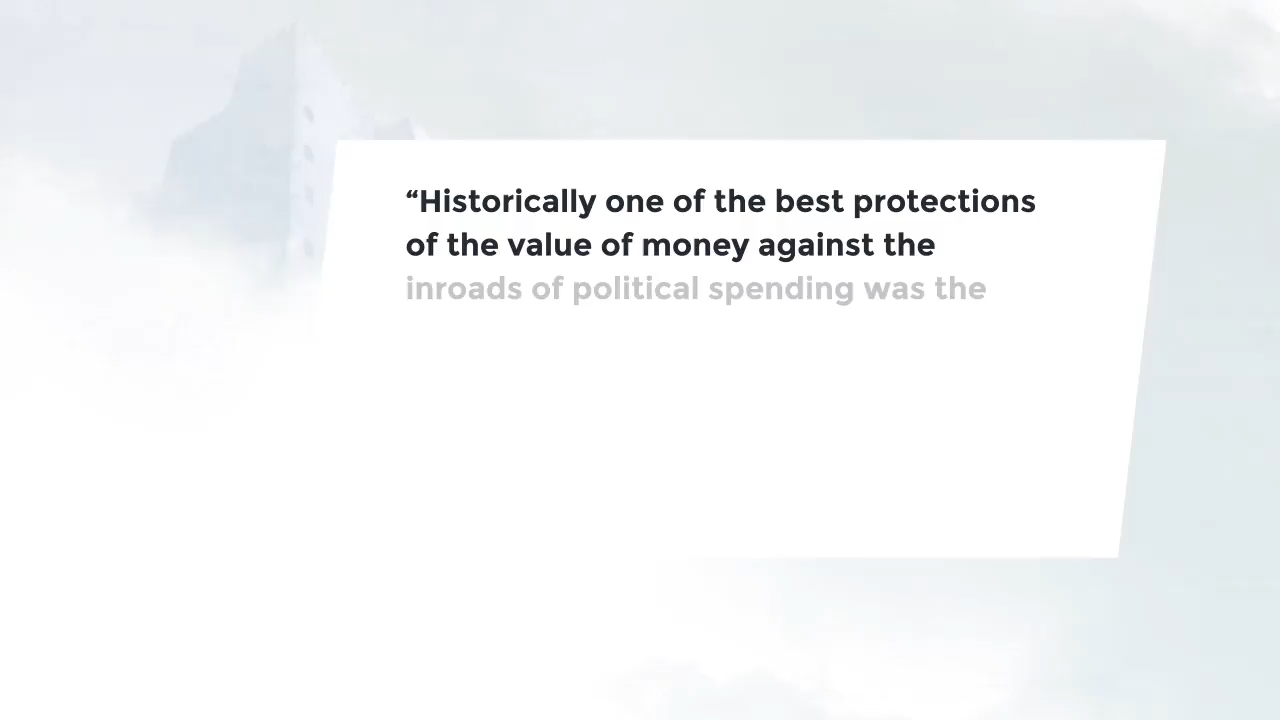 “Historically one of the best protections
of the value of money against the
inroads of political spending was the